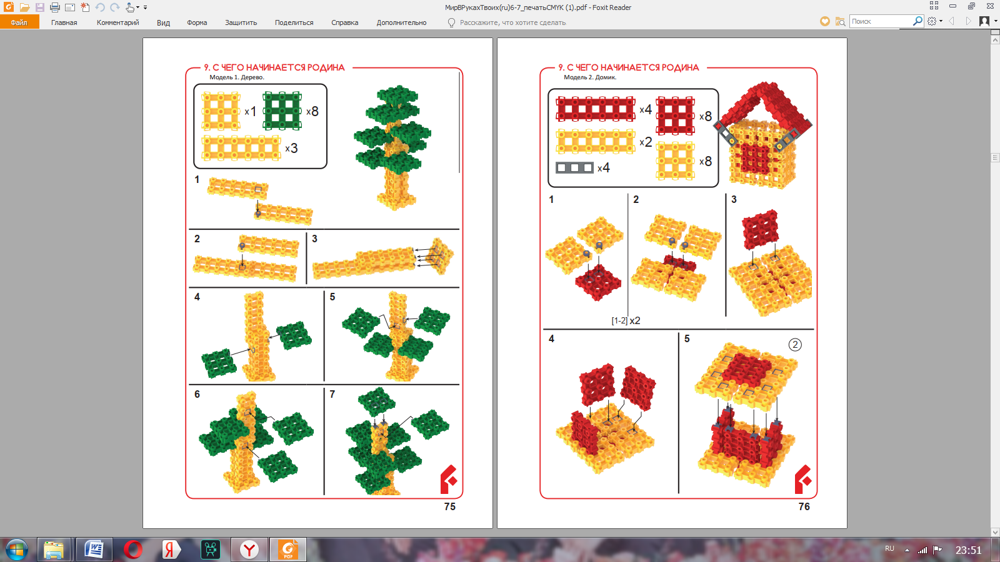 МирВРукахТвоих(ru)6-7_печатьCMYK (1).pdf - Foxit Reader
Файл
Главная
Комментарий
Вид
Форма
Защитить
Поделиться
Справка
Дополнительно
Расскажите, что хотите сделать
Поиск
9. С ЧЕГО НАЧИНАЕТСЯ РОДИНА
Модель 1. Дерево.
x1
x8
x3
1
2
3
4
5
6
7
75
9. С ЧЕГО НАЧИНАЕТСЯ РОДИНА
Модель 2. Домик.
x4
x8
x2
x8
x4
1
2
3
[1-2] x2
4
5
2
76
W
Я
Y
PDF
RU
23:51